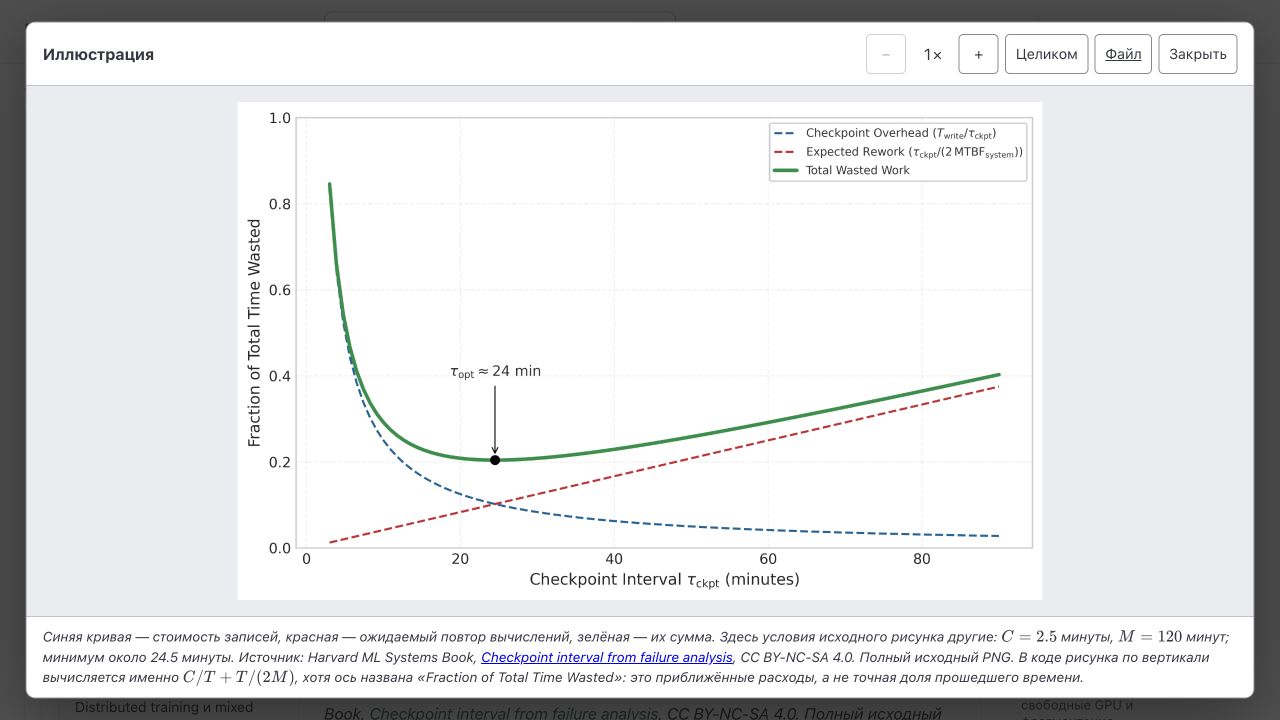 Иллюстрация
− 1× + Целиком Файл Закрыть
1.0
0.8
0.6
0.4
0.2
0.0
Fraction of Total Time Wasted
Checkpoint Overhead (T_write/τ_ckpt)
Expected Rework (τ_ckpt/(2 MTBF_system))
Total Wasted Work
τ_opt ≈ 24 min
0 20 40 60 80
Checkpoint Interval τ_ckpt (minutes)
Синяя кривая — стоимость записей, красная — ожидаемый повтор вычислений, зелёная — их сумма. Здесь условия исходного рисунка другие: C = 2.5 минуты, M = 120 минут;
минимум около 24.5 минуты. Источник: Harvard ML Systems Book, Checkpoint interval from failure analysis, CC BY-NC-SA 4.0. Полный исходный PNG. В коде рисунка по вертикали
вычисляется именно C/T + T/(2M), хотя ось названа «Fraction of Total Time Wasted»: это приближённые расходы, а не точная доля прошедшего времени.
Distributed training и mixed
Book, Checkpoint interval from failure analysis, CC BY-NC-SA 4.0. Полный исходный
свободные GPU и